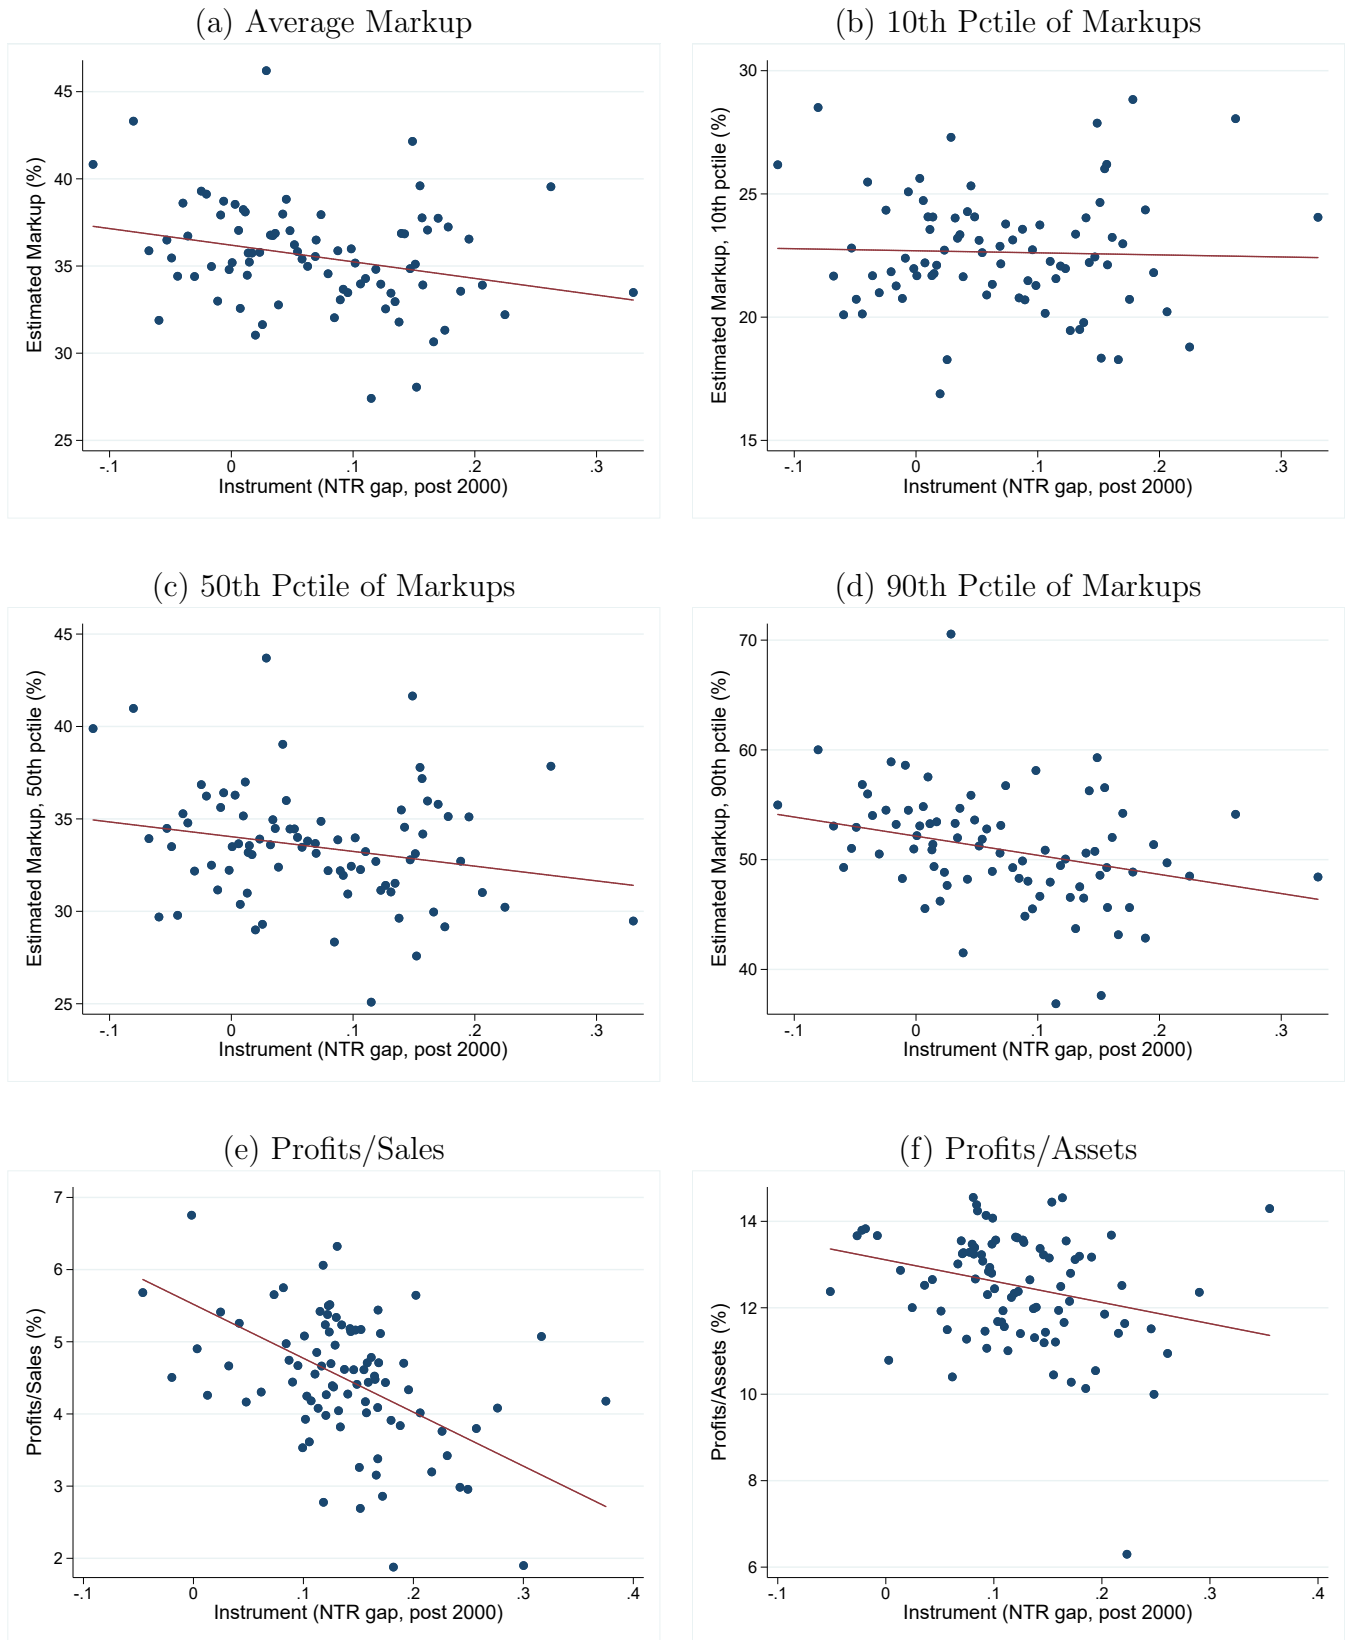 (a) Average Markup
45
40
35
30
25
Estimated Markup (%)
-.1 0 .1 .2 .3
Instrument (NTR gap, post 2000)
(b) 10th Pctile of Markups
30
25
20
15
Estimated Markup, 10th pctile (%)
-.1 0 .1 .2 .3
Instrument (NTR gap, post 2000)
(c) 50th Pctile of Markups
45
40
35
30
25
Estimated Markup, 50th pctile (%)
-.1 0 .1 .2 .3
Instrument (NTR gap, post 2000)
(d) 90th Pctile of Markups
70
60
50
40
Estimated Markup, 90th pctile (%)
-.1 0 .1 .2 .3
Instrument (NTR gap, post 2000)
(e) Profits/Sales
7
6
5
4
3
2
Profits/Sales (%)
-.1 0 .1 .2 .3 .4
Instrument (NTR gap, post 2000)
(f) Profits/Assets
14
12
10
8
6
Profits/Assets (%)
-.1 0 .1 .2 .3 .4
Instrument (NTR gap, post 2000)